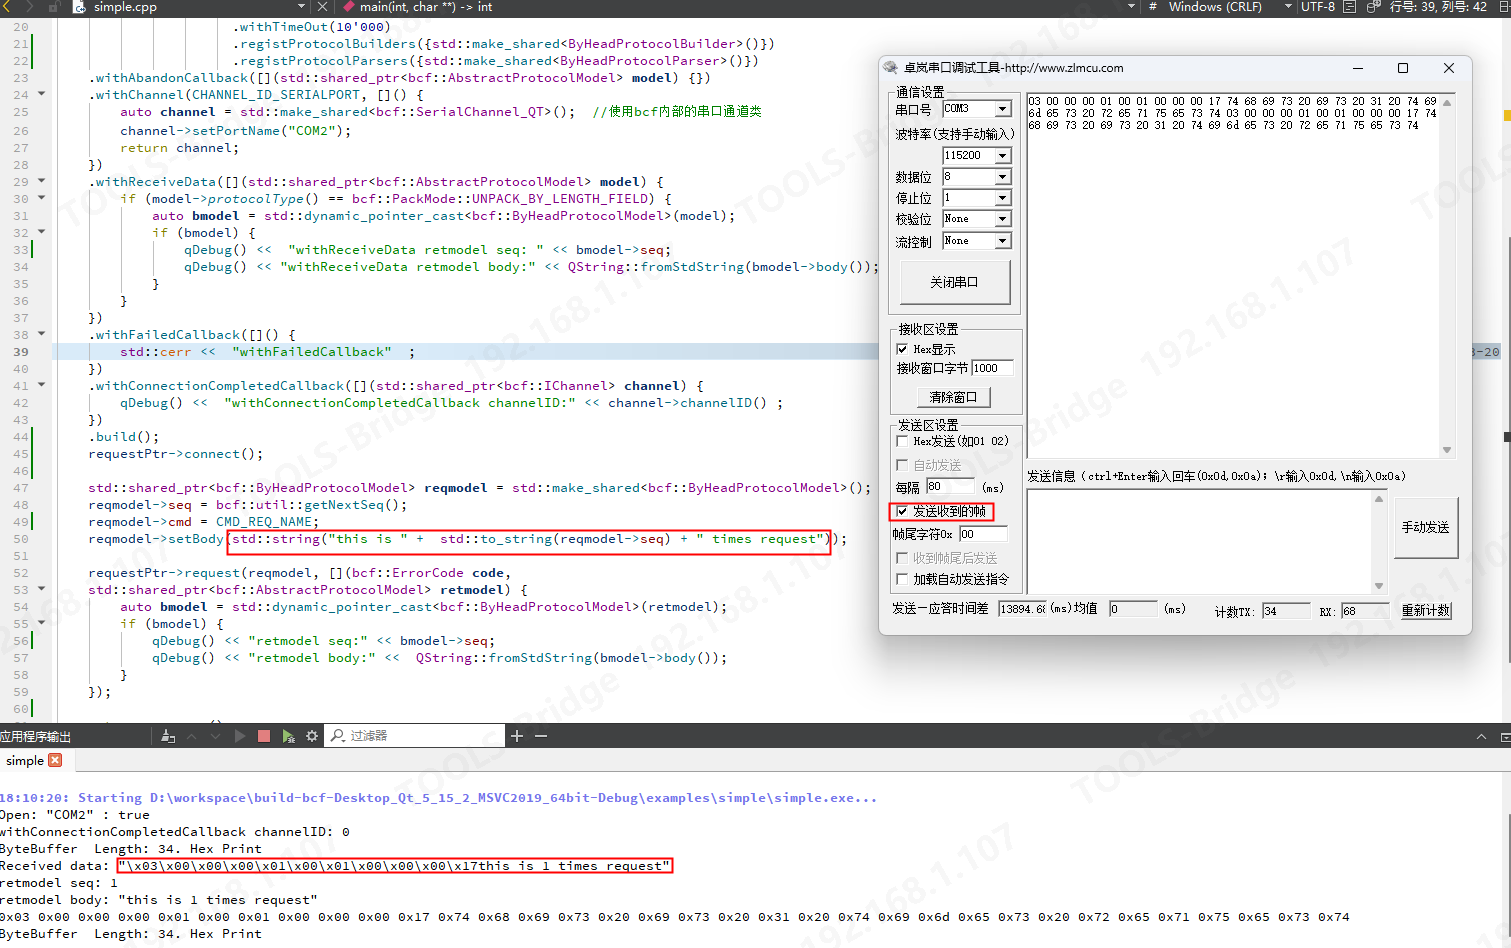 simple.cpp
main(int, char **) -> int
# Windows (CRLF)
UTF-8
行号: 39, 列号: 42
20 .withTimeOut(10'000)
21 .registProtocolBuilders({std::make_shared<ByHeadProtocolBuilder>()})
22 .registProtocolParsers({std::make_shared<ByHeadProtocolParser>()})
23 .withAbandonCallback([](std::shared_ptr<bcf::AbstractProtocolModel> model) {})
24 .withChannel(CHANNEL_ID_SERIALPORT, []() {
25 auto channel = std::make_shared<bcf::SerialChannel_QT>(); //使用bcf内部的串口通道类
26 channel->setPortName("COM2");
27 return channel;
28 })
29 .withReceiveData([](std::shared_ptr<bcf::AbstractProtocolModel> model) {
30 if (model->protocolType() == bcf::PackMode::UNPACK_BY_LENGTH_FIELD) {
31 auto bmodel = std::dynamic_pointer_cast<bcf::ByHeadProtocolModel>(model);
32 if (bmodel) {
33 qDebug() << "withReceiveData retmodel seq: " << bmodel->seq;
34 qDebug() << "withReceiveData retmodel body:" << QString::fromStdString(bmodel->body());
35 }
36 }
37 })
38 .withFailedCallback([]() {
39 std::cerr << "withFailedCallback" ;
40 })
41 .withConnectionCompletedCallback([](std::shared_ptr<bcf::IChannel> channel) {
42 qDebug() << "withConnectionCompletedCallback channelID:" << channel->channelID() ;
43 })
44 .build();
45 requestPtr->connect();
46
47 std::shared_ptr<bcf::ByHeadProtocolModel> reqmodel = std::make_shared<bcf::ByHeadProtocolModel>();
48 reqmodel->seq = bcf::util::getNextSeq();
49 reqmodel->cmd = CMD_REQ_NAME;
50 reqmodel->setBody(std::string("this is " + std::to_string(reqmodel->seq) + " times request"));
51
52 requestPtr->request(reqmodel, [](bcf::ErrorCode code,
53 std::shared_ptr<bcf::AbstractProtocolModel> retmodel) {
54 auto bmodel = std::dynamic_pointer_cast<bcf::ByHeadProtocolModel>(retmodel);
55 if (bmodel) {
56 qDebug() << "retmodel seq:" << bmodel->seq;
57 qDebug() << "retmodel body:" << QString::fromStdString(bmodel->body());
58 }
59 });
60
卓岚串口调试工具-http://www.zlmcu.com
通信设置
串口号 COM3
波特率(支持手动输入)
115200
数据位 8
停止位 1
校验位 None
流控制 None
关闭串口
接收区设置
Hex显示
接收窗口字节 1000
清除窗口
发送区设置
Hex发送(如01 02)
自动发送
每隔 80 (ms)
发送收到的帧
帧尾字符0x 00
收到帧尾后发送
加载自动发送指令
03 00 00 00 01 00 01 00 00 00 17 74 68 69 73 20 69 73 20 31 20 74 69
6d 65 73 20 72 65 71 75 65 73 74 03 00 00 00 01 00 01 00 00 00 17 74
68 69 73 20 69 73 20 31 20 74 69 6d 65 73 20 72 65 71 75 65 73 74
发送信息(ctrl+Enter输入回车(0x0d,0x0a); \r输入0x0d,\n输入0x0a)
手动发送
发送一应答时间差 13894.68 (ms)均值 0 (ms) 计数TX: 34 RX: 68 重新计数
3-20
应用程序输出
过滤器
simple
18:10:20: Starting D:\workspace\build-bcf-Desktop_Qt_5_15_2_MSVC2019_64bit-Debug\examples\simple\simple.exe...
Open: "COM2" : true
withConnectionCompletedCallback channelID: 0
ByteBuffer Length: 34. Hex Print
Received data: "\x03\x00\x00\x00\x01\x00\x01\x00\x00\x00\x17this is 1 times request"
retmodel seq: 1
retmodel body: "this is 1 times request"
0x03 0x00 0x00 0x00 0x01 0x00 0x01 0x00 0x00 0x00 0x17 0x74 0x68 0x69 0x73 0x20 0x69 0x73 0x20 0x31 0x20 0x74 0x69 0x6d 0x65 0x73 0x20 0x72 0x65 0x71 0x75 0x65 0x73 0x74
ByteBuffer Length: 34. Hex Print
TOOLS-Bridge 192.168.1.107